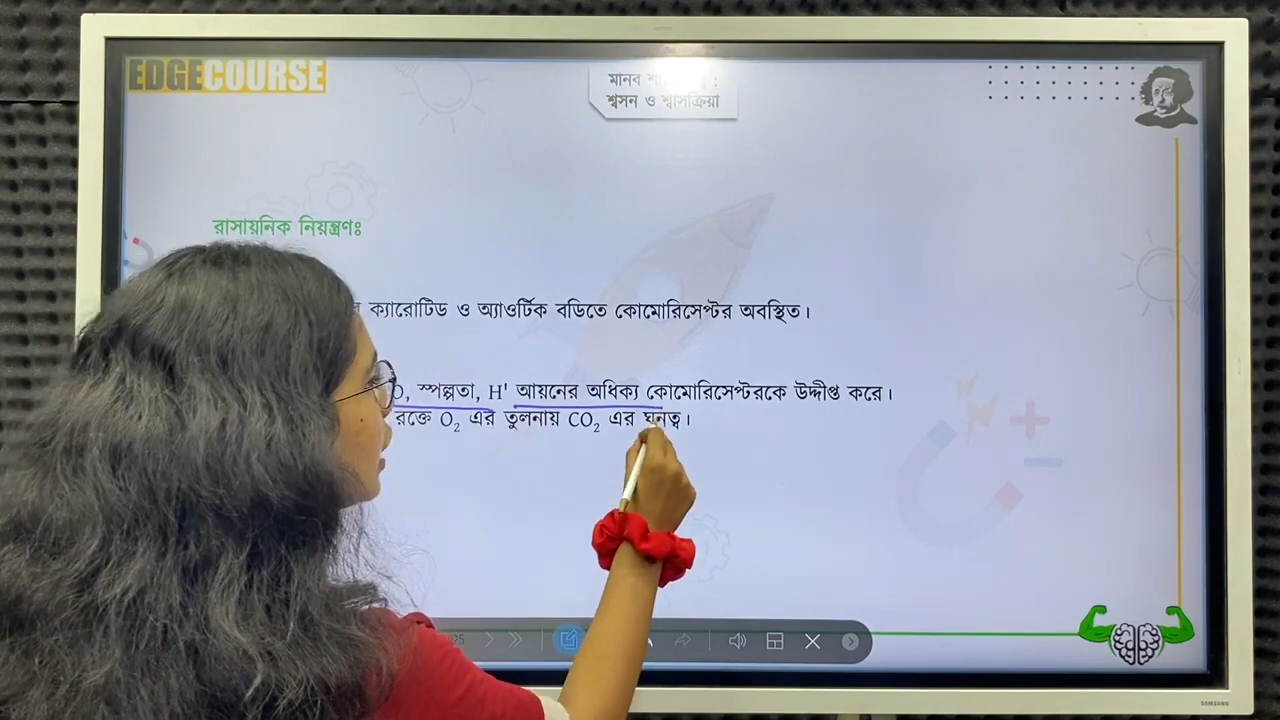 EDGECOURSE
মানব :
শ্বসন ও শ্বাসক্রিয়া
রাসায়নিক নিয়ন্ত্রণঃ
ক্যারোটিড ও অ্যাওর্টিক বডিতে কোমোরিসেপ্টর অবস্থিত।
স্পল্পতা, H' আয়নের অধিক্য কোমোরিসেপ্টরকে উদ্দীপ্ত করে।
রক্তে O₂ এর তুলনায় CO₂ এর ঘনত্ব।
SAMSUNG